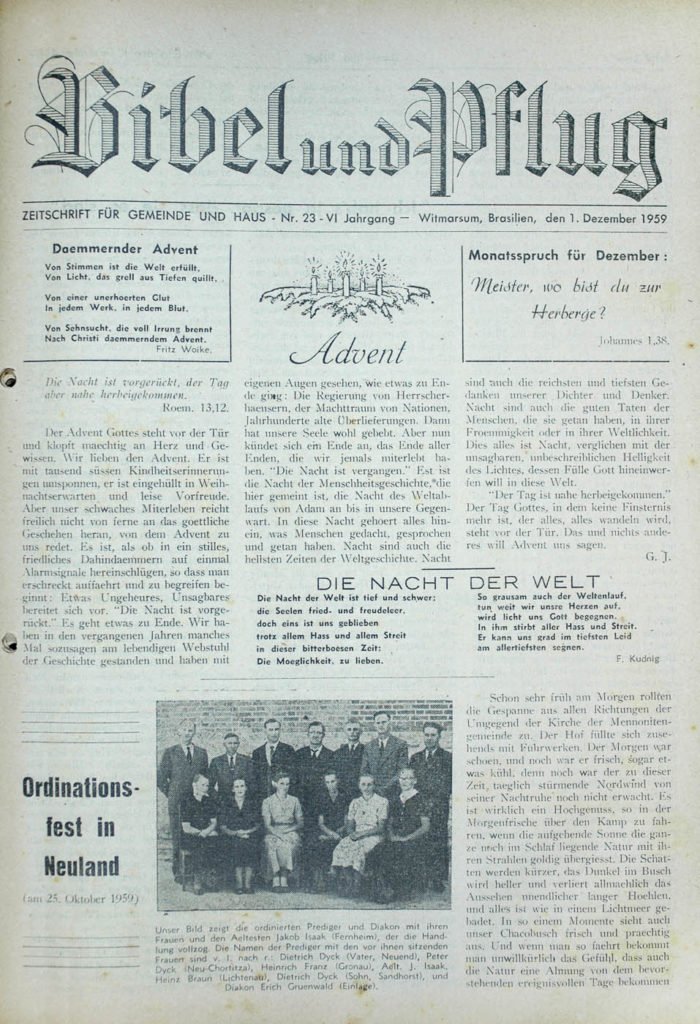 Bibel und Pflug
ZEITSCHRIFT FÜR GEMEINDE UND HAUS - Nr. 23 - VI Jahrgang — Witmarsum, Brasilien, den 1. Dezember 1959
Daemmernder Advent
Von Stimmen ist die Welt erfüllt,
Von Licht, das grell aus Tiefen quillt,
Von einer unerhoerten Glut
In jedem Werk, in jedem Blut,
Von Sehnsucht, die voll Irrung brennt
Nach Christi daemmerndem Advent.
Fritz Woike.
Advent
Monatsspruch für Dezember:
Meister, wo bist du zur
Herberge?
Johannes 1,38.
Die Nacht ist vorgerückt, der Tag
aber nahe herbeigekommen.
Roem. 13,12.
Der Advent Gottes steht vor der Tür
und klopft maechtig an Herz und Ge-
wissen. Wir lieben den Advent. Er ist
mit tausend süssen Kindheitserinnerun-
gen umsponnen, er ist eingehüllt in Weih-
nachtserwarten und leise Vorfreude.
Aber unser schwaches Miterleben reicht
freilich nicht von ferne an das goettliche
Geschehen heran, von dem Advent zu
uns redet. Es ist, als ob in ein stilles,
friedliches Dahindaemmern auf einmal
Alarmsignale hereinschlügen, so dass man
erschreckt auffaehrt und zu begreifen be-
ginnt: Etwas Ungeheures, Unsagbares
bereitet sich vor. "Die Nacht ist vorge-
rückt." Es geht etwas zu Ende. Wir ha-
ben in den vergangenen Jahren manches
Mal sozusagen am lebendigen Webstuhl
der Geschichte gestanden und haben mit
eigenen Augen gesehen, wie etwas zu En-
de ging: Die Regierung von Herrscher-
haeusern, der Machttraum von Nationen,
Jahrhunderte alte Überlieferungen. Dann
hat unsere Seele wohl gebebt. Aber nun
kündet sich ein Ende an, das Ende aller
Enden, die wir jemals miterlebt ha-
ben. "Die Nacht ist vergangen." Est ist
die Nacht der Menschheitsgeschichte, die
hier gemeint ist, die Nacht des Weltab-
laufs von Adam an bis in unsere Gegen-
wart. In diese Nacht gehoert alles hin-
ein, was Menschen gedacht, gesprochen
und getan haben. Nacht sind auch die
hellsten Zeiten der Weltgeschichte. Nacht
sind auch die reichsten und tiefsten Ge-
danken unserer Dichter und Denker.
Nacht sind auch die guten Taten der
Menschen, die sie getan haben, in ihrer
Froemmigkeit oder in ihrer Weltlichkeit.
Dies alles ist Nacht, verglichen mit der
unsagbaren, unbeschreiblichen Helligkeit
des Lichtes, dessen Fülle Gott hineinwer-
fen will in diese Welt.
"Der Tag ist nahe herbeigekommen."
Der Tag Gottes, in dem keine Finsternis
mehr ist, der alles, alles wandeln wird,
steht vor der Tür. Das und nichts ande-
res will Advent uns sagen.
G. J.
DIE NACHT DER WELT
Die Nacht der Welt ist tief und schwer;
die Seelen fried- und freudeleer,
doch eins ist uns geblieben
trotz allem Hass und allem Streit
in dieser bitterboesen Zeit:
Die Moeglichkeit, zu lieben.
So grausam auch der Weltenlauf,
tun weit wir unsre Herzen auf,
wird licht uns Gott begegnen.
In ihm stirbt aller Hass und Streit.
Er kann uns grad im tiefsten Leid
am allertiefsten segnen.
F. Kudnig
Ordinations-
fest in
Neuland
(am 25. Oktober 1959)
Unser Bild zeigt die ordinierten Prediger und Diakon mit ihren
Frauen und den Aeltesten Jakob Isaak (Fernheim), der die Hand-
lung vollzog. Die Namen der Prediger mit den vor ihnen sitzenden
Frauen sind v. l. nach r.: Dietrich Dyck (Vater, Neuend), Peter
Dyck (Neu-Chortitza), Heinrich Franz (Gronau), Aelt. J. Isaak,
Heinz Braun (Lichtenau), Dietrich Dyck (Sohn, Sandhorst), und
Diakon Erich Gruenwald (Einlage).
Schon sehr früh am Morgen rollten
die Gespanne aus allen Richtungen der
Umgegend der Kirche der Mennoniten-
gemeinde zu. Der Hof füllte sich zuse-
hends mit Fuhrwerken. Der Morgen war
schoen, und noch war er frisch, sogar et-
was kühl, denn noch war der zu dieser
Zeit, taeglich stürmende Nordwind von
seiner Nachtruhe noch nicht erwacht. Es
ist wirklich ein Hochgenuss, so in der
Morgenfrische über den Kamp zu fah-
ren, wenn die aufgehende Sonne die gan-
ze noch im Schlaf liegende Natur mit ih-
ren Strahlen goldig übergiesst. Die Schat-
ten werden kürzer, das Dunkel im Busch
wird heller und verliert allmaehlich das
Aussehen unendlicher langer Hoehlen,
und alles ist wie in einem Lichtmeer ge-
badet. In so einem Momente sieht auch
unser Chacobusch frisch und praechtig
aus. Und wenn man so faehrt bekommt
man unwillkürlich das Gefühl, dass auch
die Natur eine Ahnung von dem bevor-
stehenden ereignisvollen Tage bekommen